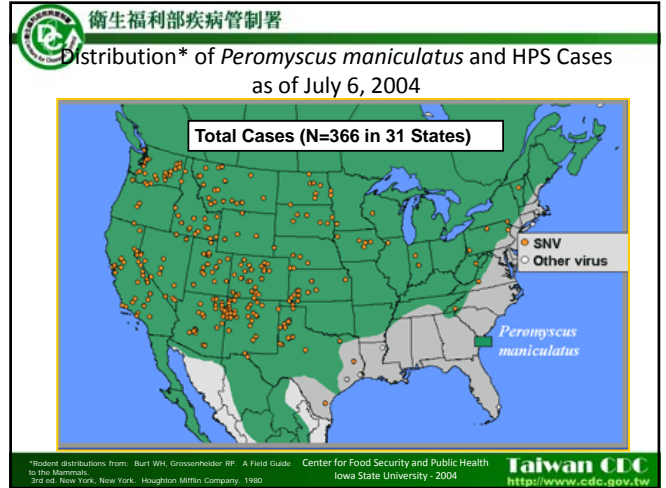 衛生福利部疾病管制署
Distribution* of Peromyscus maniculatus and HPS Cases
as of July 6, 2004
Total Cases (N=366 in 31 States)
SNV
Other virus
Peromyscus
maniculatus
*Rodent distributions from: Burt WH, Grossenheider RP. A Field Guide
to the Mammals.
3rd ed. New York, New York. Houghton Mifflin Company. 1980
Center for Food Security and Public Health
Iowa State University - 2004
Taiwan CDC
http://www.cdc.gov.tw